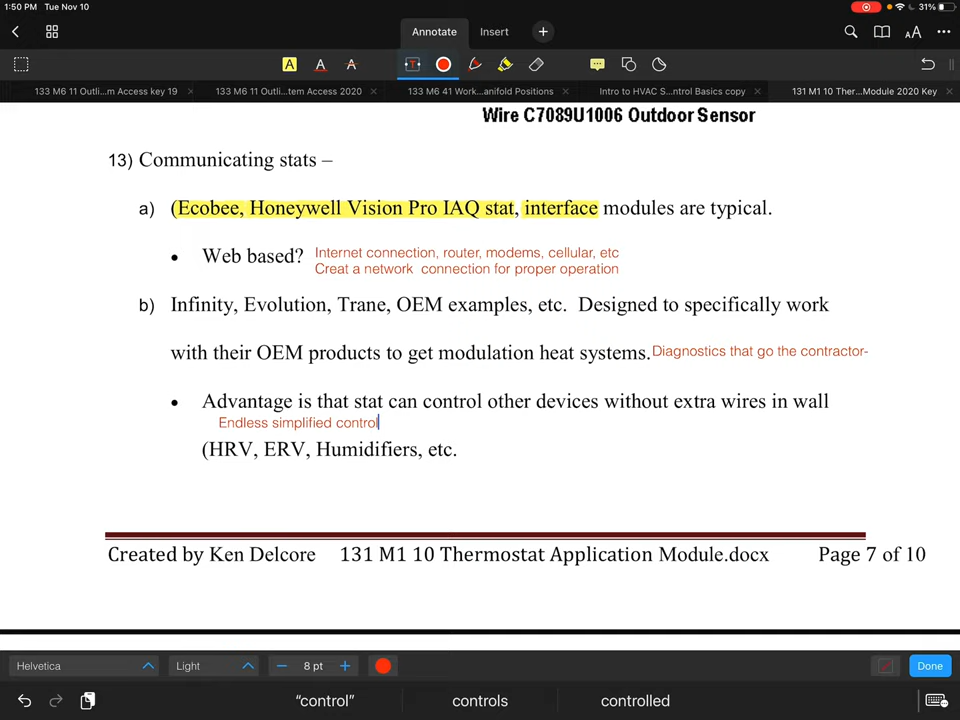 1:50 PM Tue Nov 10
31%
Annotate Insert +
AA
A A A T
133 M6 11 Outli...m Access key 19 × 133 M6 11 Outli...tem Access 2020 × 133 M6 41 Work...anifold Positions × Intro to HVAC S...ntrol Basics copy × 131 M1 10 Ther...Module 2020 Key ×
Wire C7089U1006 Outdoor Sensor
13) Communicating stats –
a) (Ecobee, Honeywell Vision Pro IAQ stat, interface modules are typical.
• Web based? Internet connection, router, modems, cellular, etc
Creat a network connection for proper operation
b) Infinity, Evolution, Trane, OEM examples, etc. Designed to specifically work
with their OEM products to get modulation heat systems. Diagnostics that go the contractor-
• Advantage is that stat can control other devices without extra wires in wall
Endless simplified control
(HRV, ERV, Humidifiers, etc.
Created by Ken Delcore 131 M1 10 Thermostat Application Module.docx Page 7 of 10
Helvetica Light − 8 pt + Done
“control” controls controlled